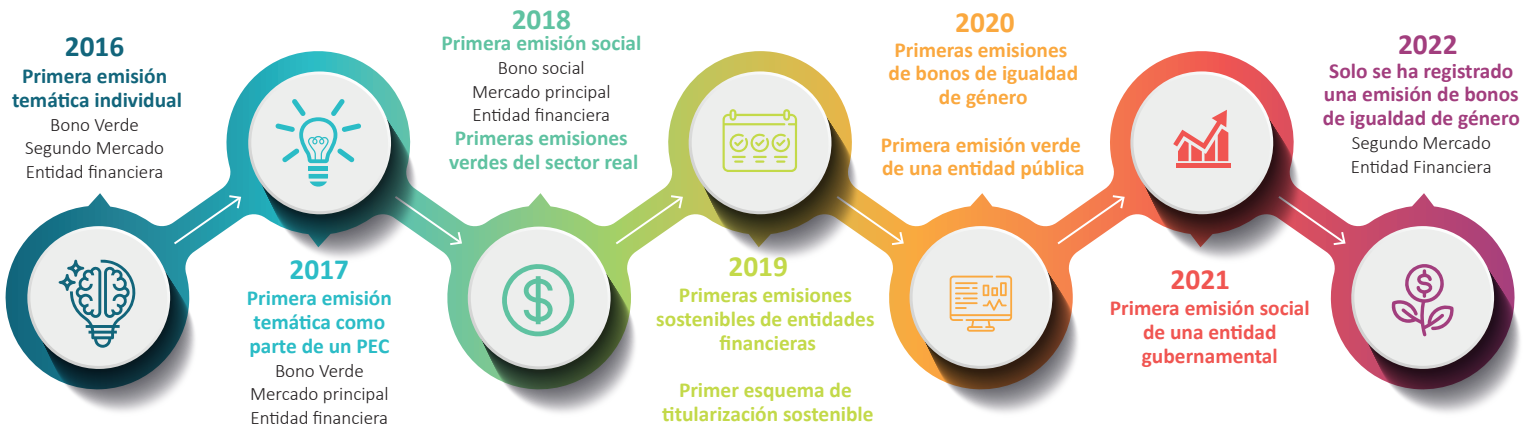 2016
Primera emisión
temática individual
Bono Verde
Segundo Mercado
Entidad financiera
2017
Primera emisión
temática como
parte de un PEC
Bono Verde
Mercado principal
Entidad financiera
2018
Primera emisión social
Bono social
Mercado principal
Entidad financiera
Primeras emisiones
verdes del sector real
2019
Primeras emisiones
sostenibles de entidades
financieras
Primer esquema de
titularización sostenible
2020
Primeras emisiones
de bonos de igualdad
de género
Primera emisión verde
de una entidad pública
2021
Primera emisión social
de una entidad
gubernamental
2022
Solo se ha registrado
una emisión de bonos
de igualdad de género
Segundo Mercado
Entidad Financiera